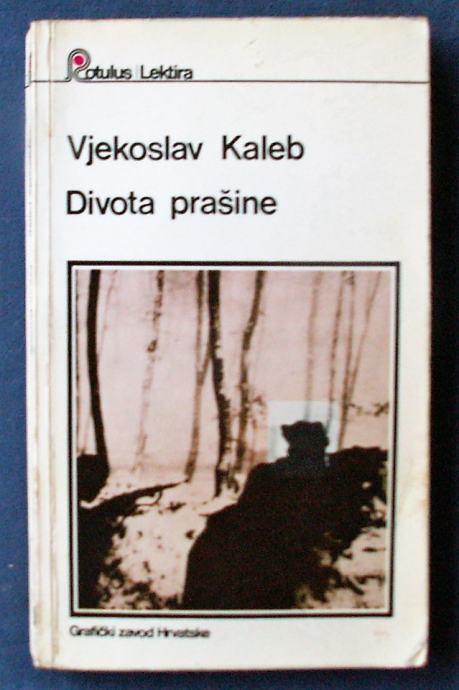 Rotulus | Lektira
Vjekoslav Kaleb
Divota prašine
Grafički zavod Hrvatske